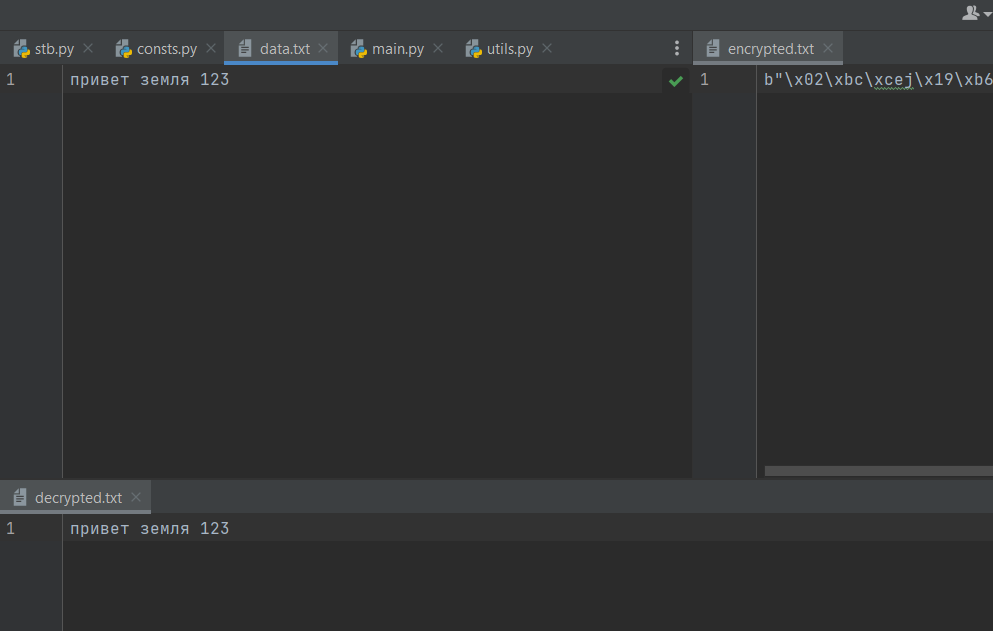 stb.py consts.py data.txt main.py utils.py encrypted.txt
1 привет земля 123
1 b"\x02\xbc\xcej\x19\xb6
decrypted.txt
1 привет земля 123